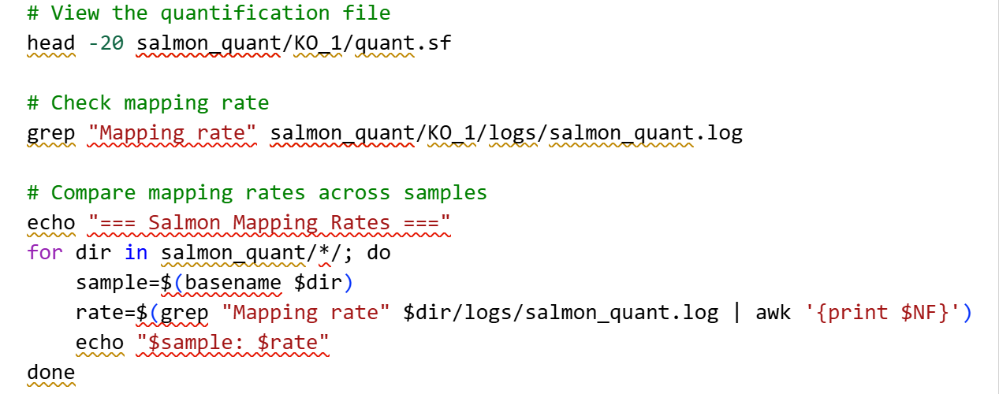 # View the quantification file
head -20 salmon_quant/KO_1/quant.sf
# Check mapping rate
grep "Mapping rate" salmon_quant/KO_1/logs/salmon_quant.log
# Compare mapping rates across samples
echo "=== Salmon Mapping Rates ==="
for dir in salmon_quant/*/; do
    sample=$(basename $dir)
    rate=$(grep "Mapping rate" $dir/logs/salmon_quant.log | awk '{print $NF}')
    echo "$sample: $rate"
done